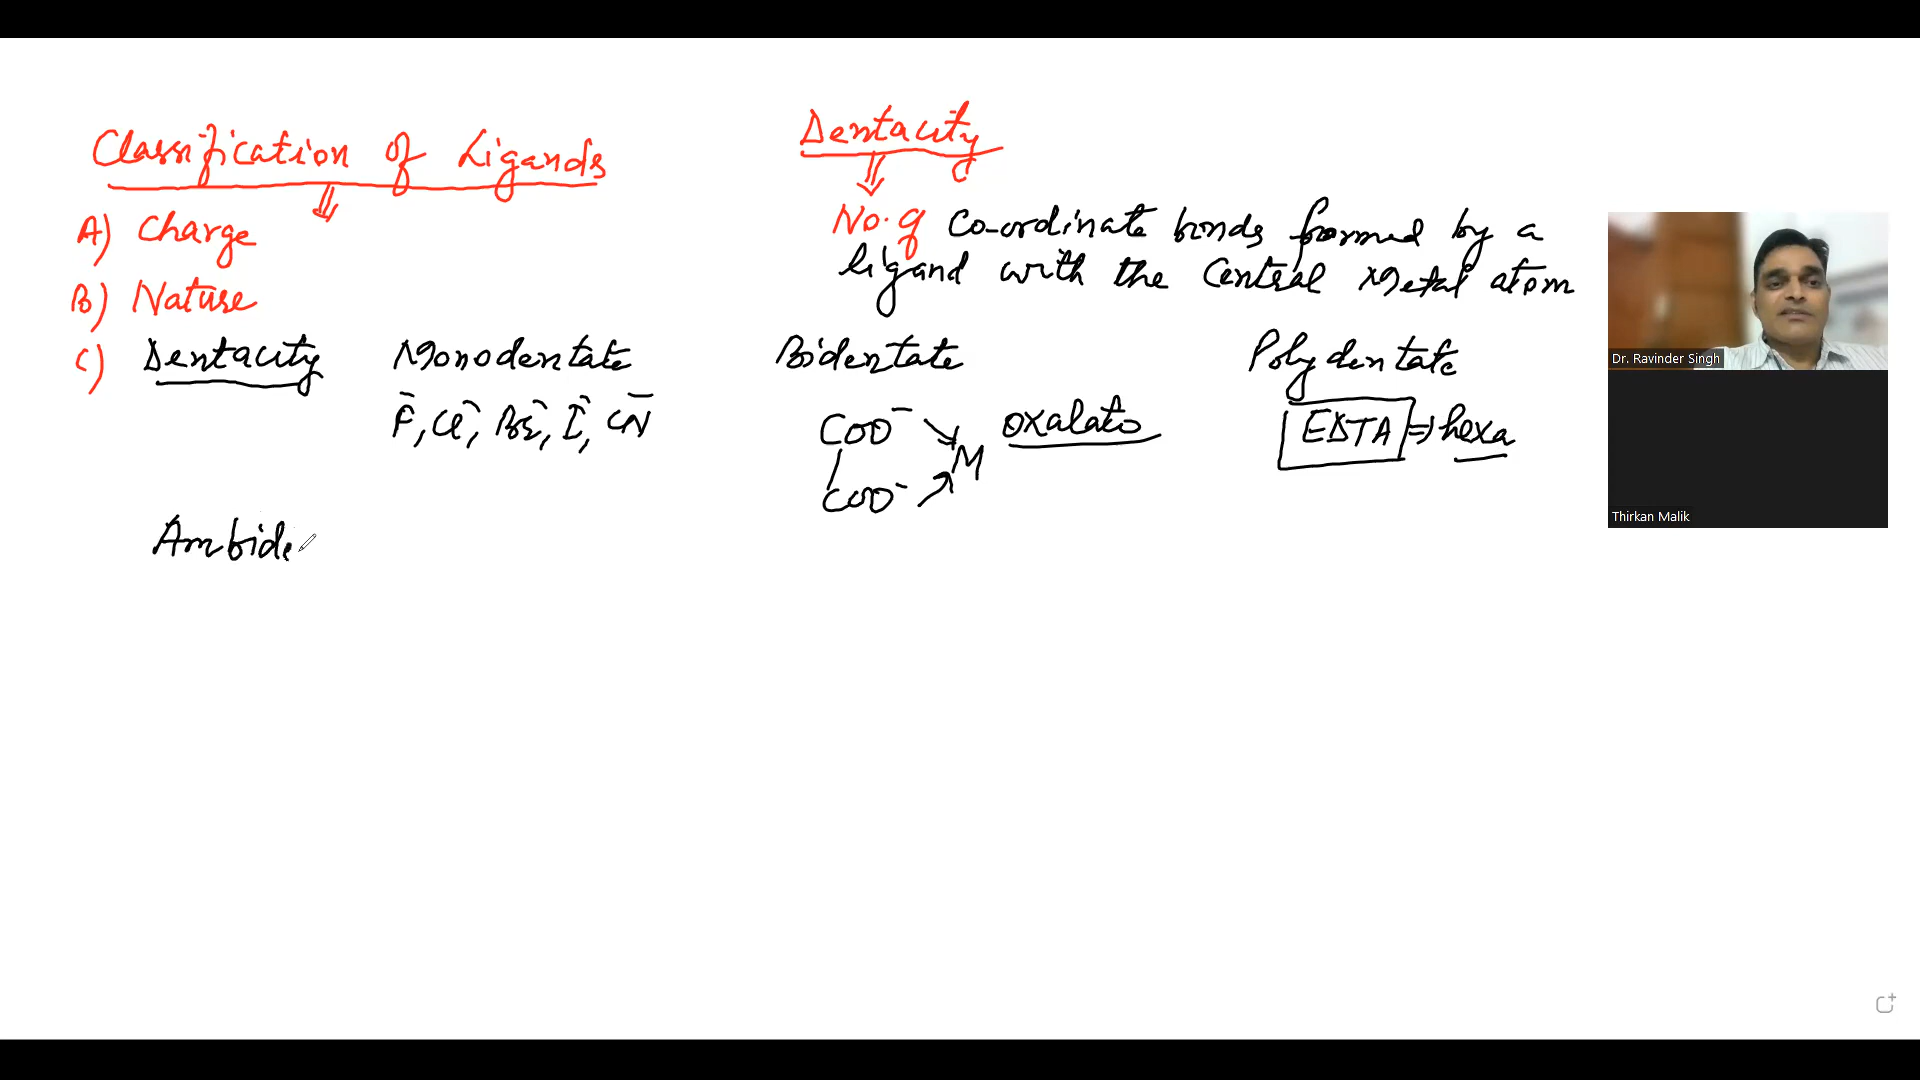 Classification of Ligands
A) Charge
B) Nature
Dentacity
No. of Co-ordinate bonds formed by a
ligand with the Central Metal atom
C) Dentacity Monodentate Bidentate Polydentate
F⁻, Cl⁻, Br⁻, I⁻, CN⁻
COO⁻
COO⁻
M
oxalato
EDTA ⇒ hexa
Ambide
Dr. Ravinder Singh
Thirkan Malik